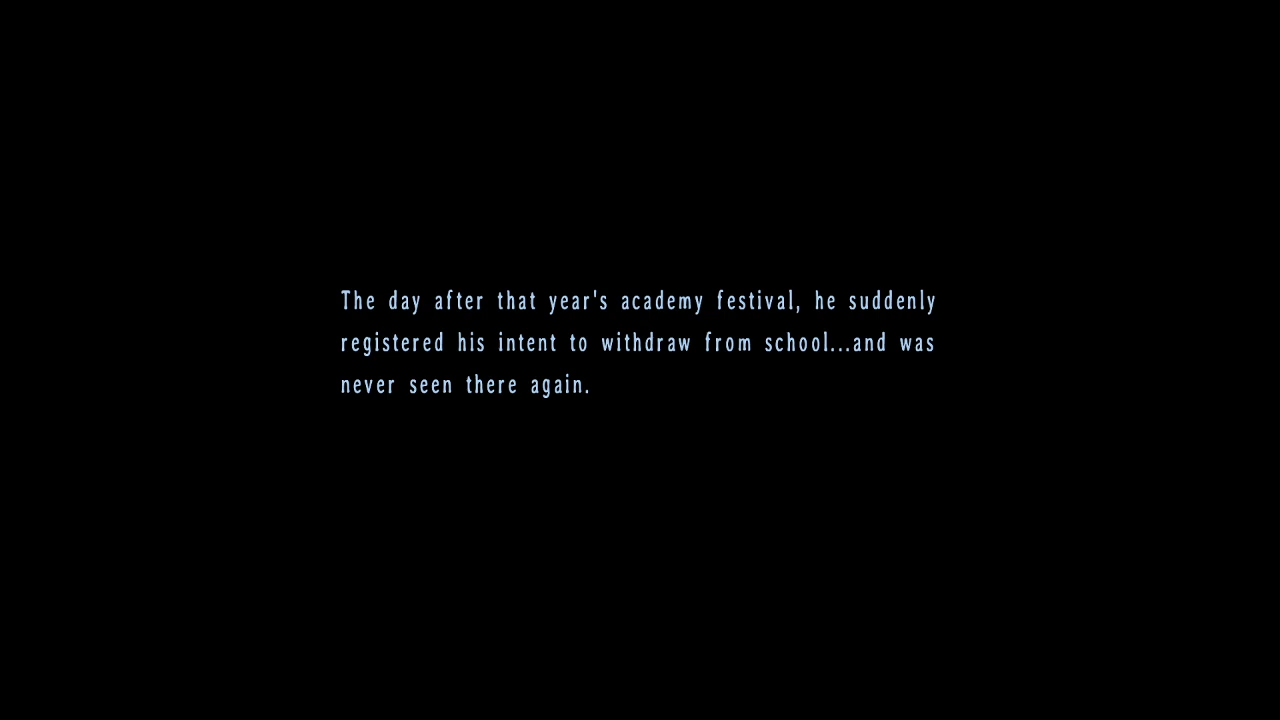 The day after that year's academy festival, he suddenly
registered his intent to withdraw from school...and was
never seen there again.